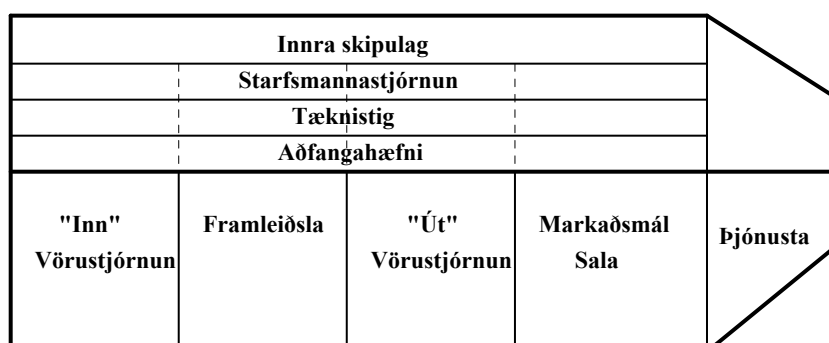 Innra skipulag
Starfsmannastjórnun
Tæknistig
Aðfangahæfni
"Inn"
Vörustjórnun
Framleiðsla
"Út"
Vörustjórnun
Markaðsmál
Sala
Þjónusta